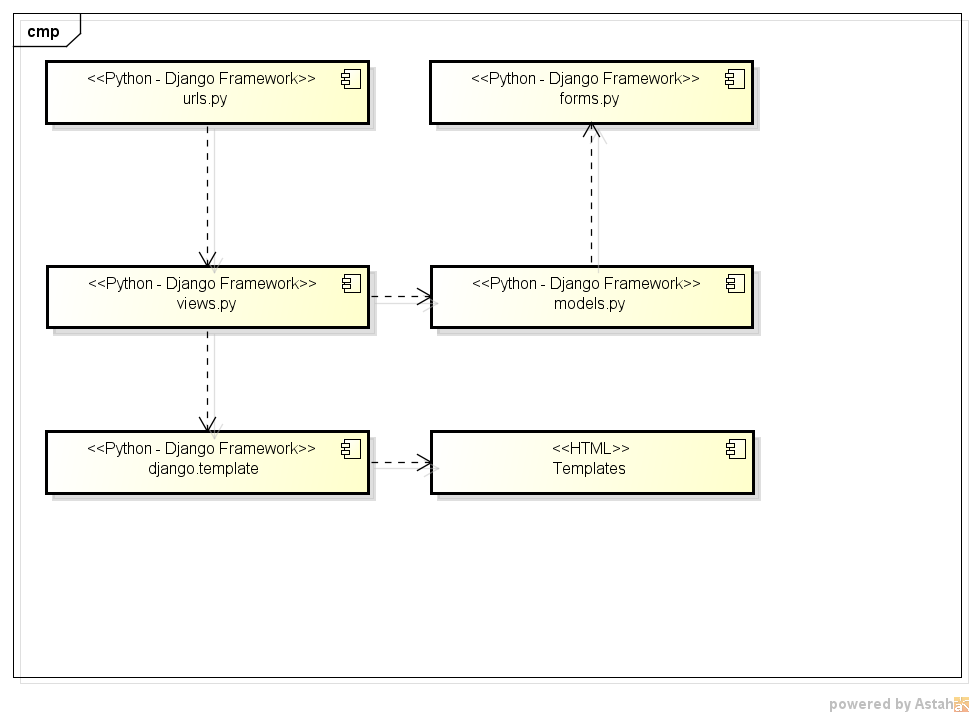 cmp
<<Python - Django Framework>>
urls.py
<<Python - Django Framework>>
forms.py
<<Python - Django Framework>>
views.py
<<Python - Django Framework>>
models.py
<<Python - Django Framework>>
django.template
<<HTML>>
Templates
powered by Astah